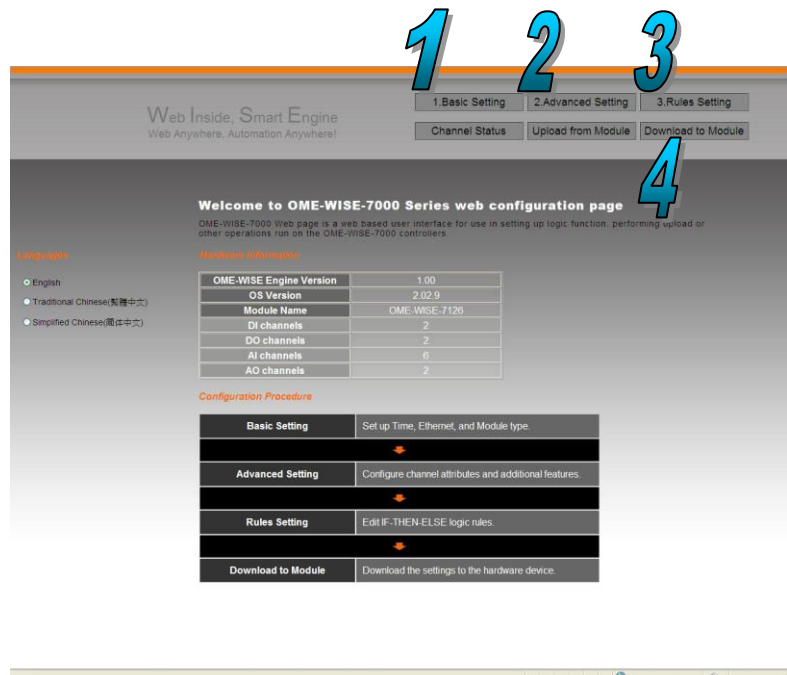 1
2
3
1.Basic Setting
2.Advanced Setting
3.Rules Setting
Web Inside, Smart Engine
Web Anywhere, Automation Anywhere!
Channel Status
Upload from Module
Download to Module
4
Welcome to OME-WISE-7000 Series web configuration page
OME-WISE-7000 Web page is a web based user interface for use in setting up logic function, performing upload or
other operations run on the OME-WISE-7000 controllers.
Languages
English
Traditional Chinese(繁體中文)
Simplified Chinese(简体中文)
Hardware Information
OME-WISE Engine Version 1.00
OS Version 2.02.9
Module Name OME-WISE-7126
DI channels 2
DO channels 2
AI channels 6
AO channels 2
Configuration Procedure
Basic Setting Set up Time, Ethernet, and Module type.
Advanced Setting Configure channel attributes and additional features.
Rules Setting Edit IF-THEN-ELSE logic rules.
Download to Module Download the settings to the hardware device.